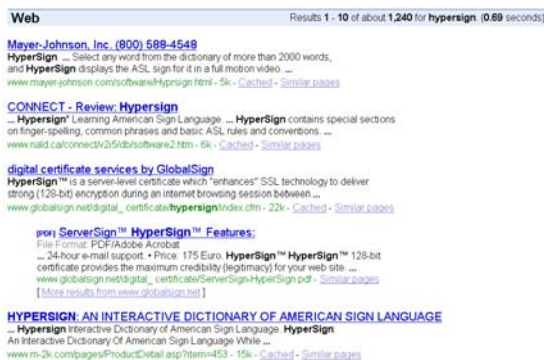 Web Results 1 - 10 of about 1,240 for hypersign. (0.69 seconds)
Mayer-Johnson, Inc. (800) 588-4548
HyperSign. ... Select any word from the dictionary of more than 2000 words,
and HyperSign displays the ASL sign for it in a full motion video. ...
www.mayer-johnson.com/software/Hyprsign.html - 5k - Cached - Similar pages
CONNECT - Review: Hypersign
... Hypersign" Learning American Sign Language. ... HyperSign contains special sections
on finger-spelling, common phrases and basic ASL rules and conventions. ...
www.nald.ca/connect/v2i5/db/software2.htm - 6k - Cached - Similar pages
digital certificate services by GlobalSign
HyperSign™ is a server-level certificate which "enhances" SSL technology to deliver
strong (128-bit) encryption during an internet browsing session between ...
www.globalsign.net/digital_certificate/hypersign/index.cfm - 22k - Cached - Similar pages
[PDF] ServerSign™ HyperSign™ Features:
File Format: PDF/Adobe Acrobat
... 24-hour e-mail support. • Price: 175 Euro. HyperSign™ HyperSign™ 128-bit
certificate provides the maximum credibility (legitimacy) for your web site. ...
www.globalsign.net/digital_certificate/ServerSign-HyperSign.pdf - Similar pages
[ More results from www.globalsign.net ]
HYPERSIGN: AN INTERACTIVE DICTIONARY OF AMERICAN SIGN LANGUAGE
... Hypersign Interactive Dictionary of American Sign Language. HyperSign:
An Interactive Dictionary Of American Sign Language While ...
www.m-2k.com/pages/ProductDetail.asp?item=453 - 15k - Cached - Similar pages